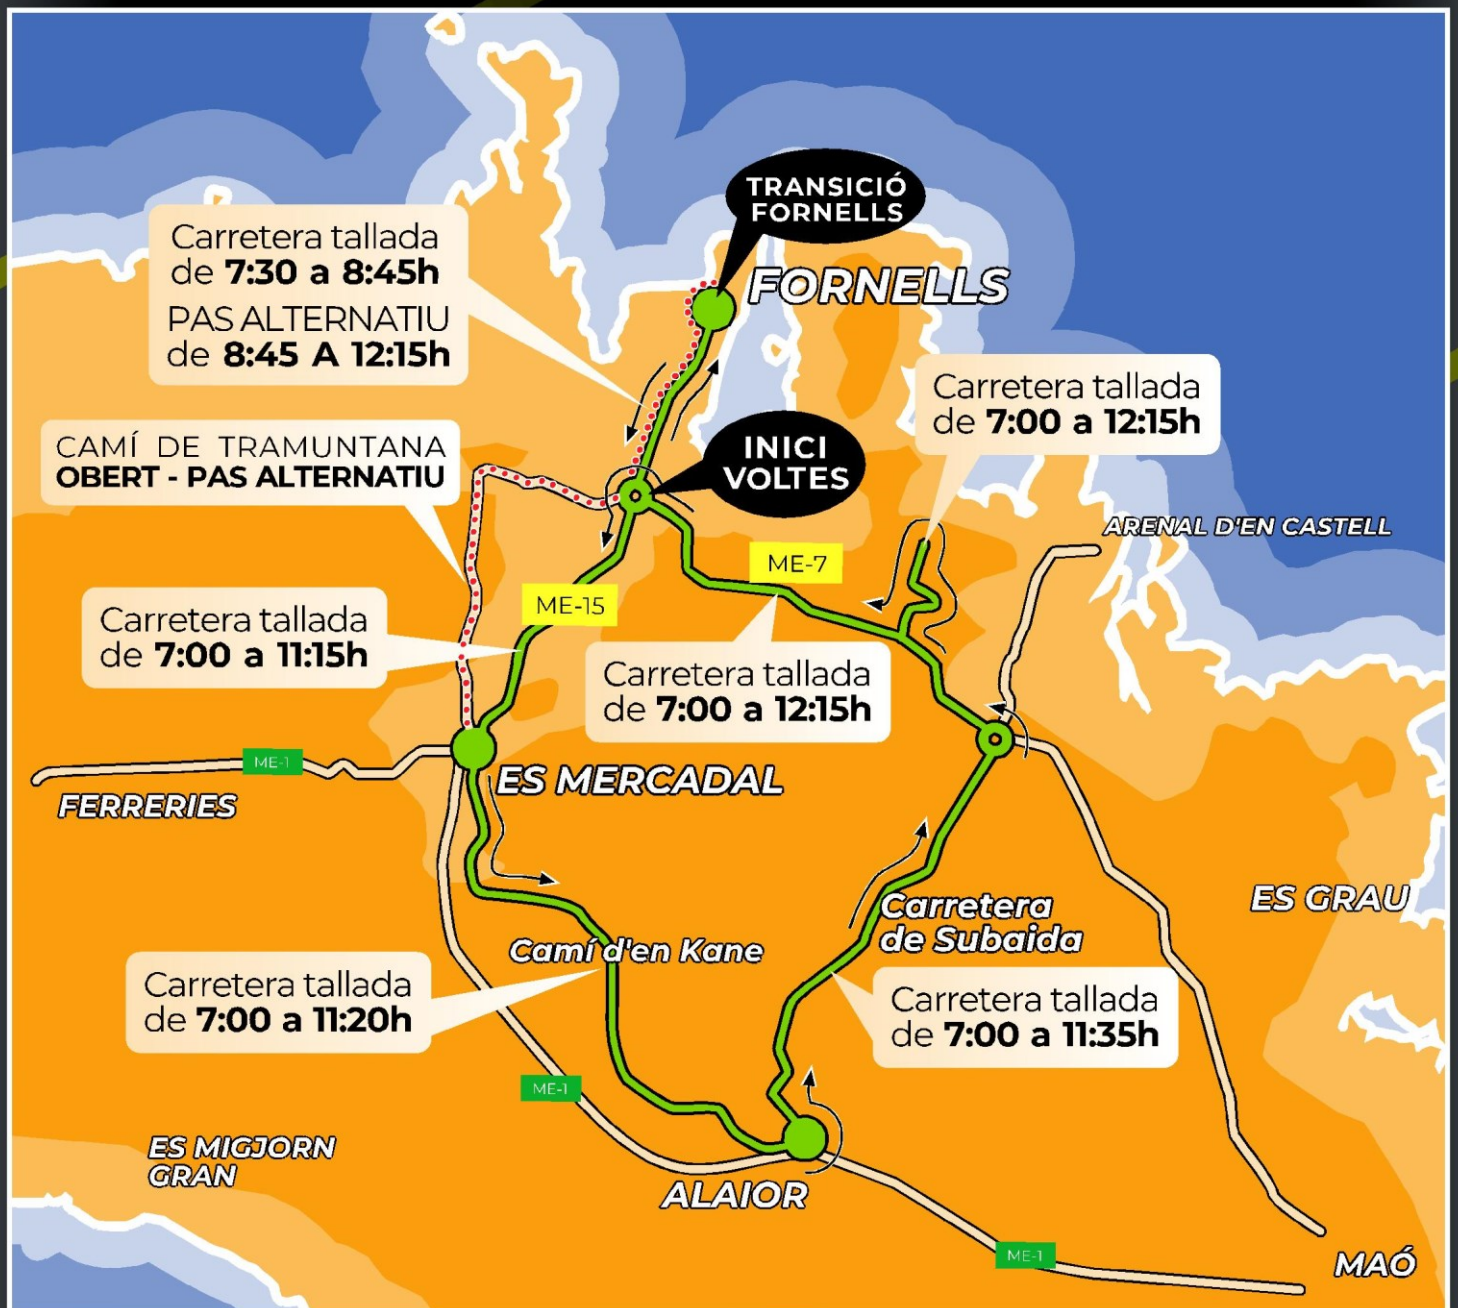 TRANSICIÓ
FORNELLS
Carretera tallada
de 7:30 a 8:45h
PAS ALTERNATIU
de 8:45 A 12:15h
FORNELLS
Carretera tallada
de 7:00 a 12:15h
CAMÍ DE TRAMUNTANA
OBERT - PAS ALTERNATIU
INICI
VOLTES
ARENAL D'EN CASTELL
ME-7
ME-15
Carretera tallada
de 7:00 a 11:15h
Carretera tallada
de 7:00 a 12:15h
ME-1
ES MERCADAL
FERRERIES
ES GRAU
Carretera
de Subaida
Camí d'en Kane
Carretera tallada
de 7:00 a 11:20h
Carretera tallada
de 7:00 a 11:35h
ME-1
ES MIGJORN
GRAN
ALAIOR
ME-1
MAÓ